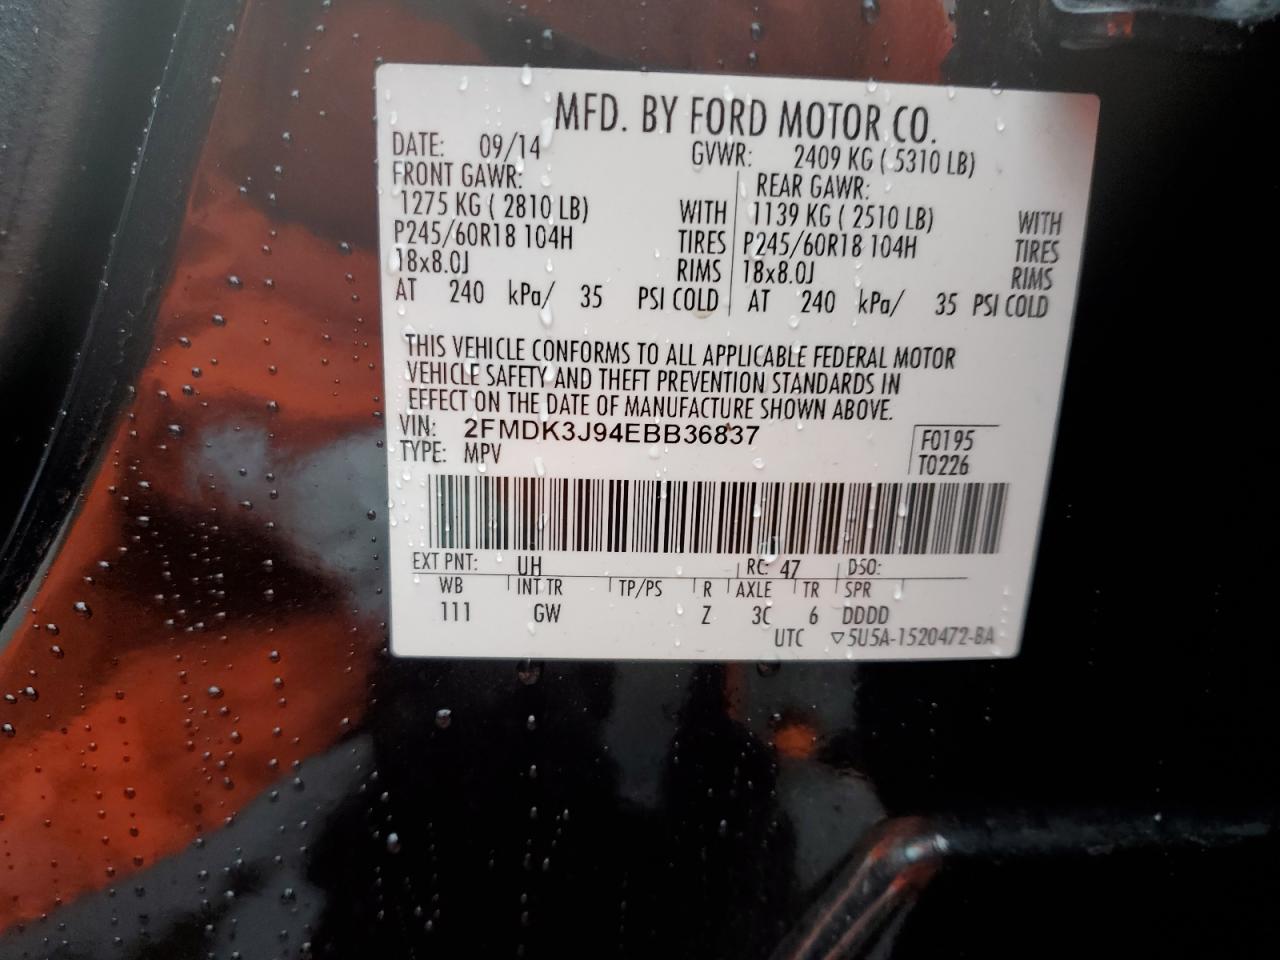 MFD. BY FORD MOTOR CO.
DATE: 09/14 GVWR: 2409 KG ( 5310 LB)
FRONT GAWR: REAR GAWR:
1275 KG ( 2810 LB) WITH 1139 KG ( 2510 LB) WITH
P245/60R18 104H TIRES P245/60R18 104H TIRES
18x8.0J RIMS 18x8.0J RIMS
AT 240 kPa/ 35 PSI COLD AT 240 kPa/ 35 PSI COLD
THIS VEHICLE CONFORMS TO ALL APPLICABLE FEDERAL MOTOR
VEHICLE SAFETY AND THEFT PREVENTION STANDARDS IN
EFFECT ON THE DATE OF MANUFACTURE SHOWN ABOVE.
VIN: 2FMDK3J94EBB36837 F0195
TYPE: MPV T0226
EXT PNT: UH RC: 47 DSO:
WB INT TR TP/PS R AXLE TR SPR
111 GW Z 3C 6 DDDD
UTC ▽5U5A-1520472-BA